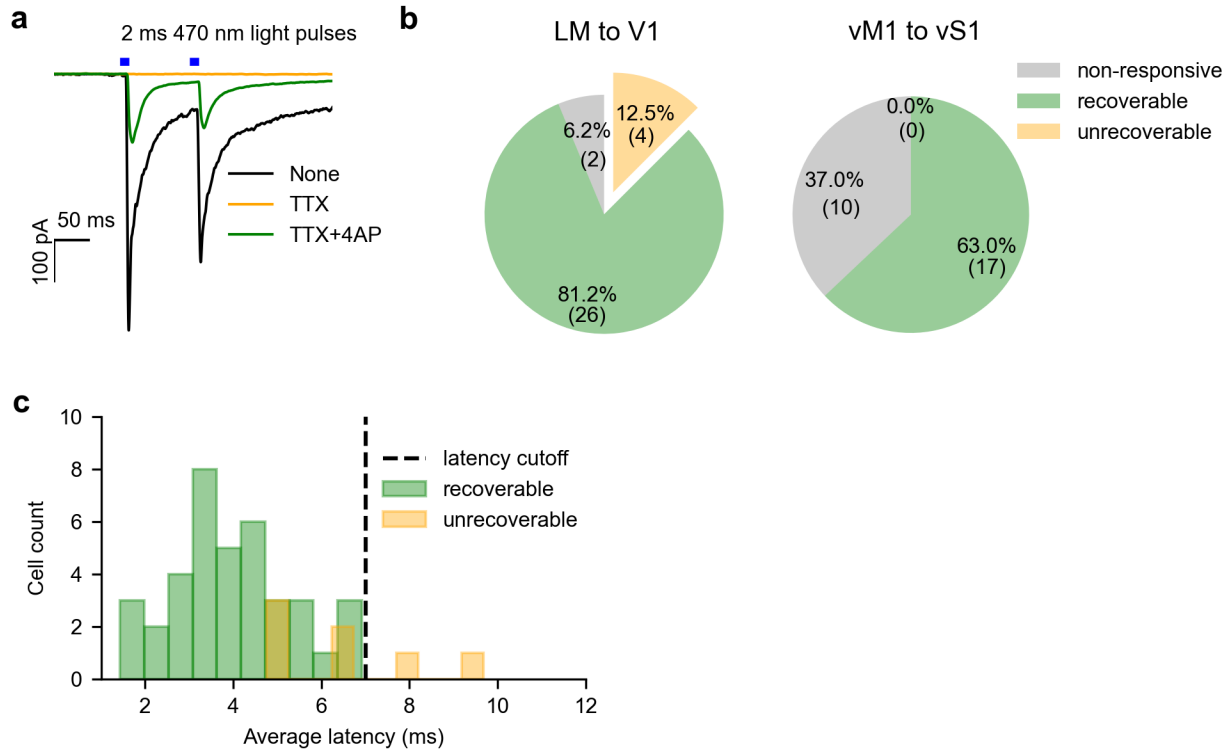 a
2 ms 470 nm light pulses
None
TTX
TTX+4AP
50 ms
100 pA
b
LM to V1
vM1 to vS1
12.5%
(4)
6.2%
(2)
81.2%
(26)
0.0%
(0)
37.0%
(10)
63.0%
(17)
non-responsive
recoverable
unrecoverable
c
10
8
6
4
2
0
Cell count
latency cutoff
recoverable
unrecoverable
2 4 6 8 10 12
Average latency (ms)